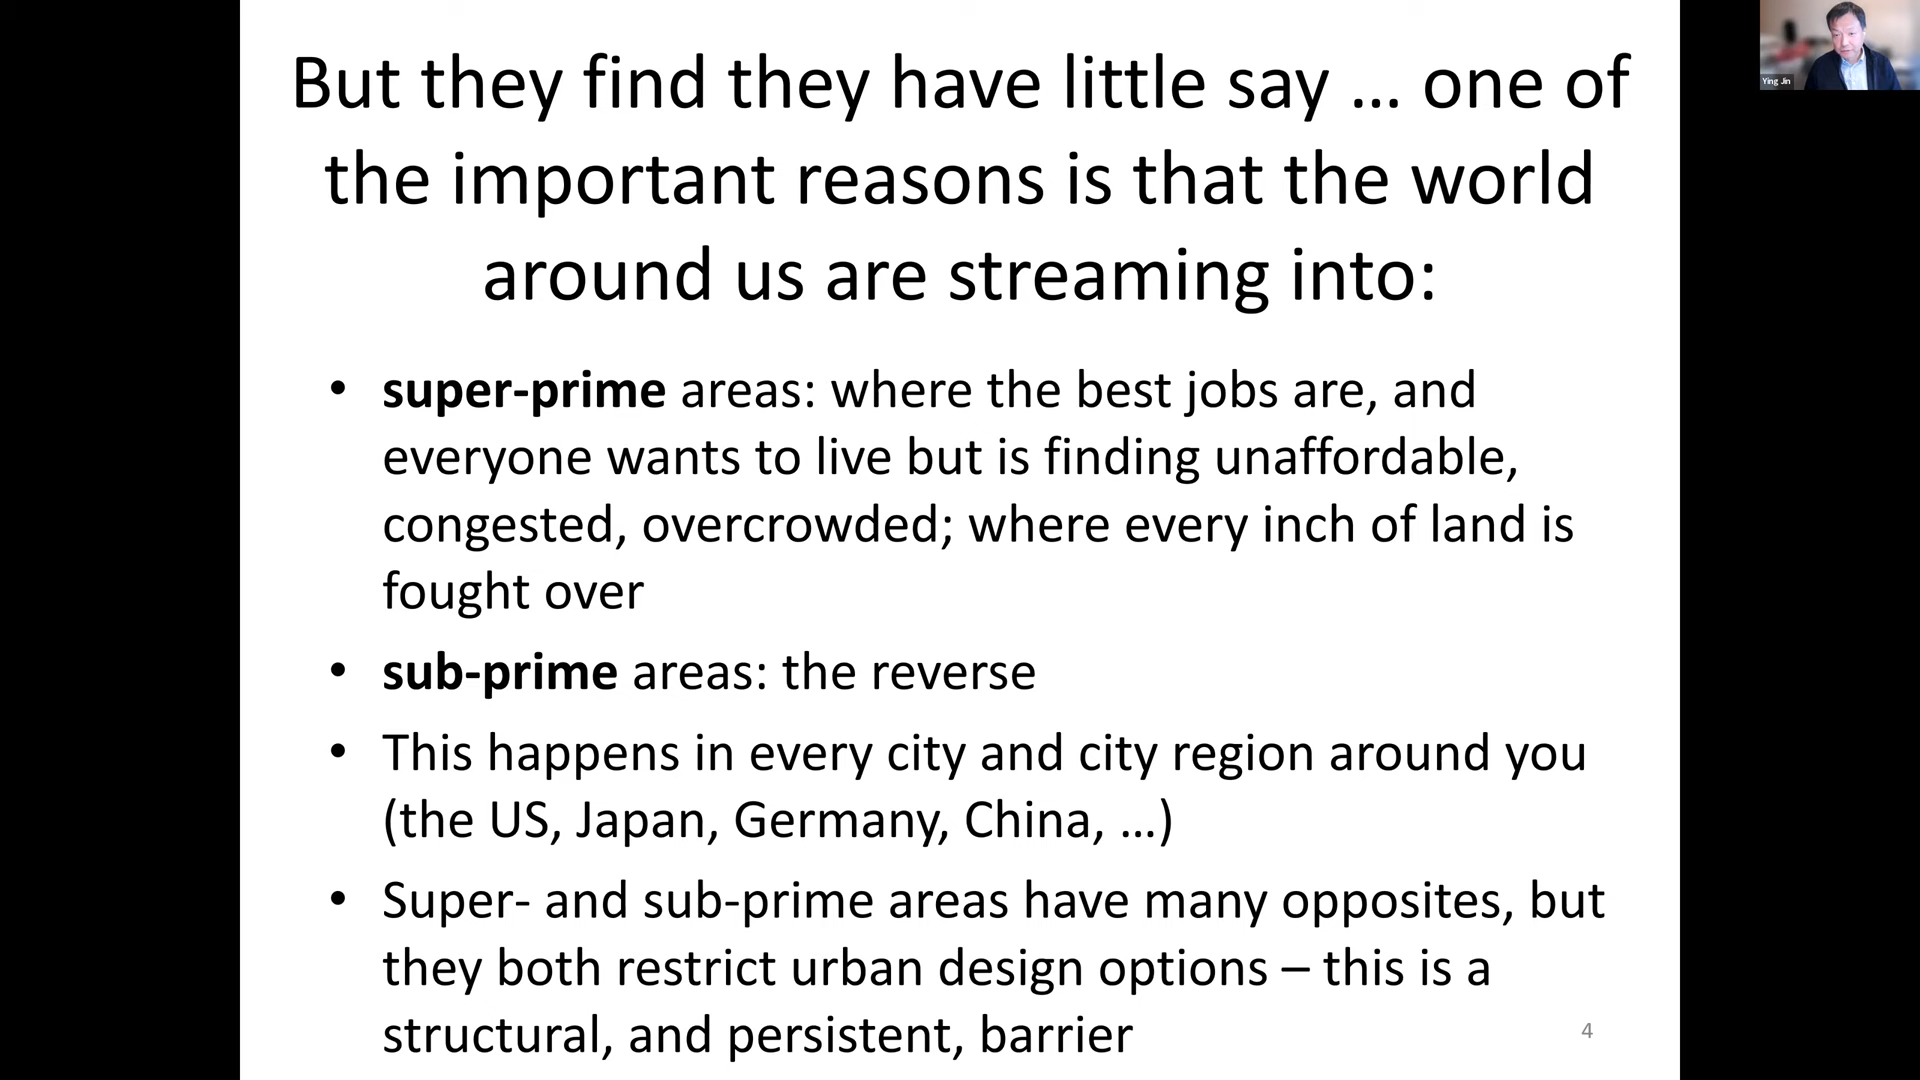 But they find they have little say … one of
the important reasons is that the world
around us are streaming into:
• super-prime areas: where the best jobs are, and
everyone wants to live but is finding unaffordable,
congested, overcrowded; where every inch of land is
fought over
• sub-prime areas: the reverse
• This happens in every city and city region around you
(the US, Japan, Germany, China, …)
• Super- and sub-prime areas have many opposites, but
they both restrict urban design options – this is a
structural, and persistent, barrier
4
Ying Jin